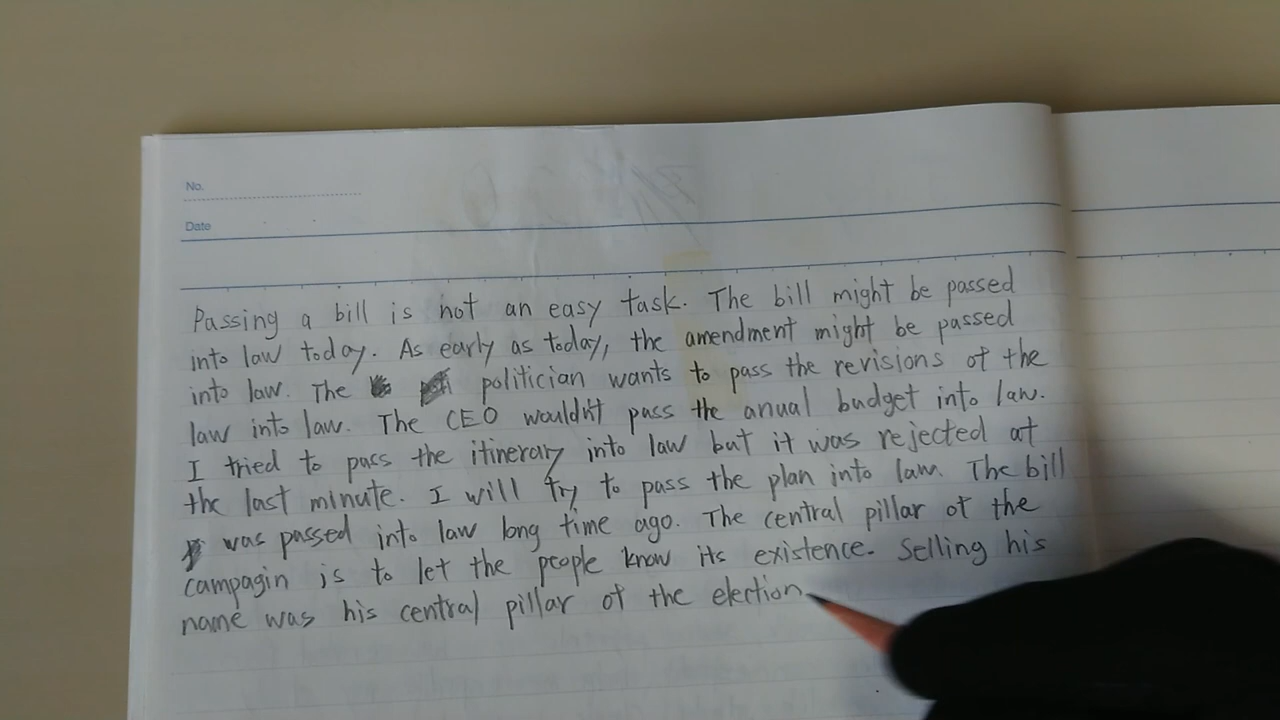 No.
Date
Passing a bill is not an easy task. The bill might be passed
into law today. As early as today, the amendment might be passed
into law. The politician wants to pass the revisions of the
law into law. The CEO wouldn't pass the anual budget into law.
I tried to pass the itinerary into law but it was rejected at
the last minute. I will try to pass the plan into law. The bill
was passed into law long time ago. The central pillar of the
campagin is to let the people know its existence. Selling his
name was his central pillar of the election